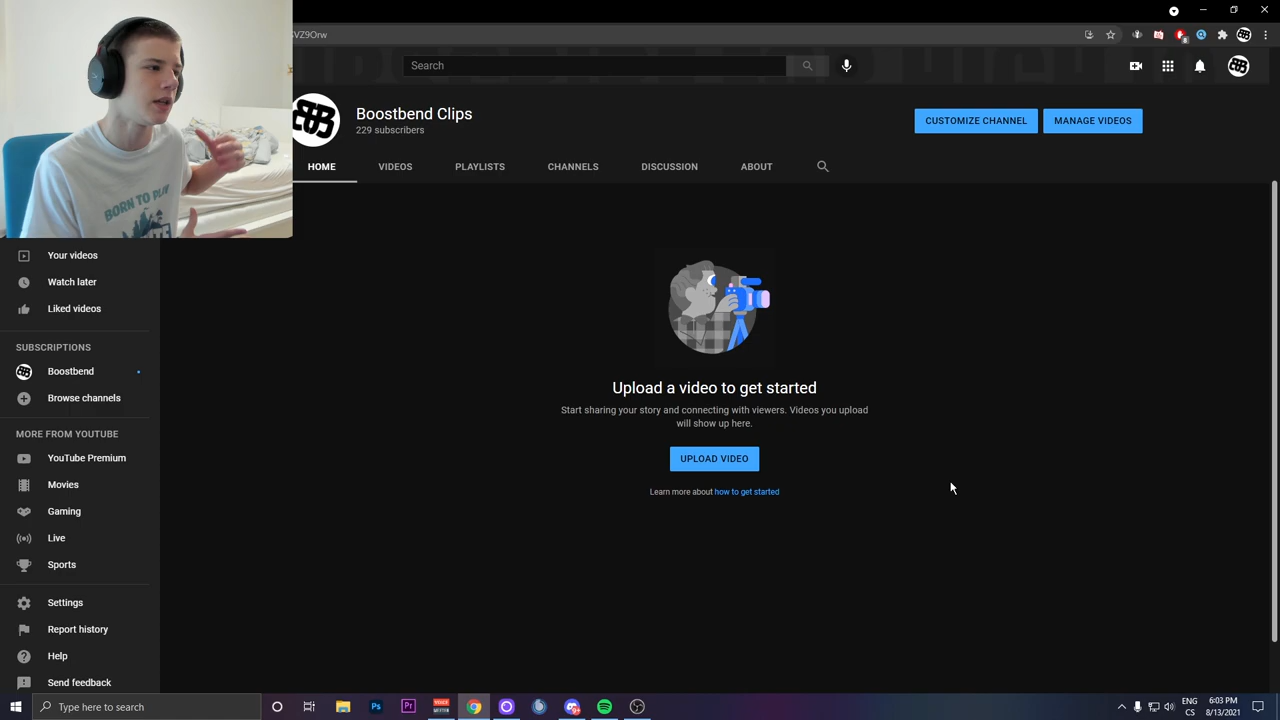 VZ9Orw
Search
Boostbend Clips
229 subscribers
CUSTOMIZE CHANNEL
MANAGE VIDEOS
HOME
VIDEOS
PLAYLISTS
CHANNELS
DISCUSSION
ABOUT
BORN TO PLAY
Your videos
Watch later
Liked videos
SUBSCRIPTIONS
Boostbend
Browse channels
MORE FROM YOUTUBE
YouTube Premium
Movies
Gaming
Live
Sports
Settings
Report history
Help
Send feedback
Upload a video to get started
Start sharing your story and connecting with viewers. Videos you upload
will show up here.
UPLOAD VIDEO
Learn more about how to get started
Type here to search
Ps
Pr
ENG
CS
6:03 PM
8/13/2021